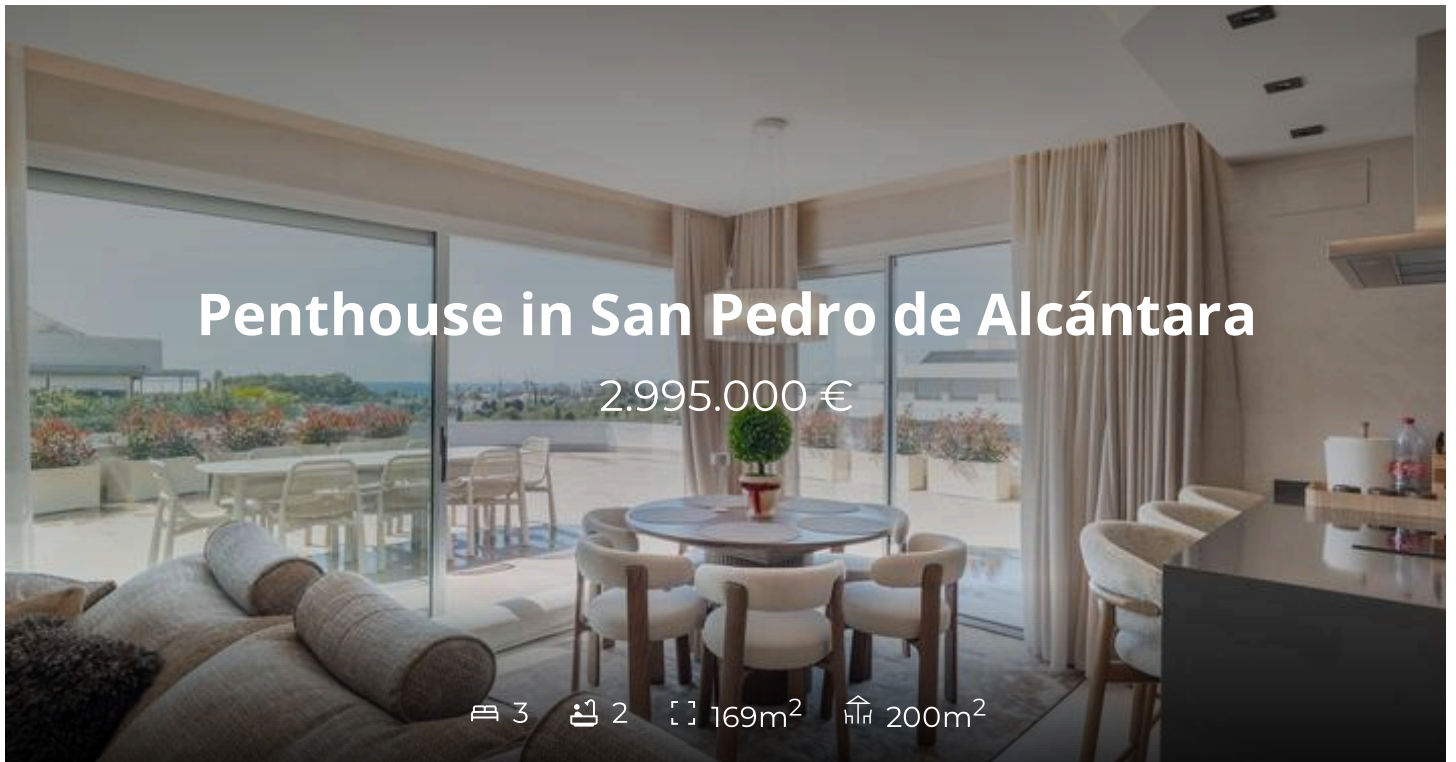 Penthouse in San Pedro de Alcántara
2.995.000 €
3 2 169m² 200m²